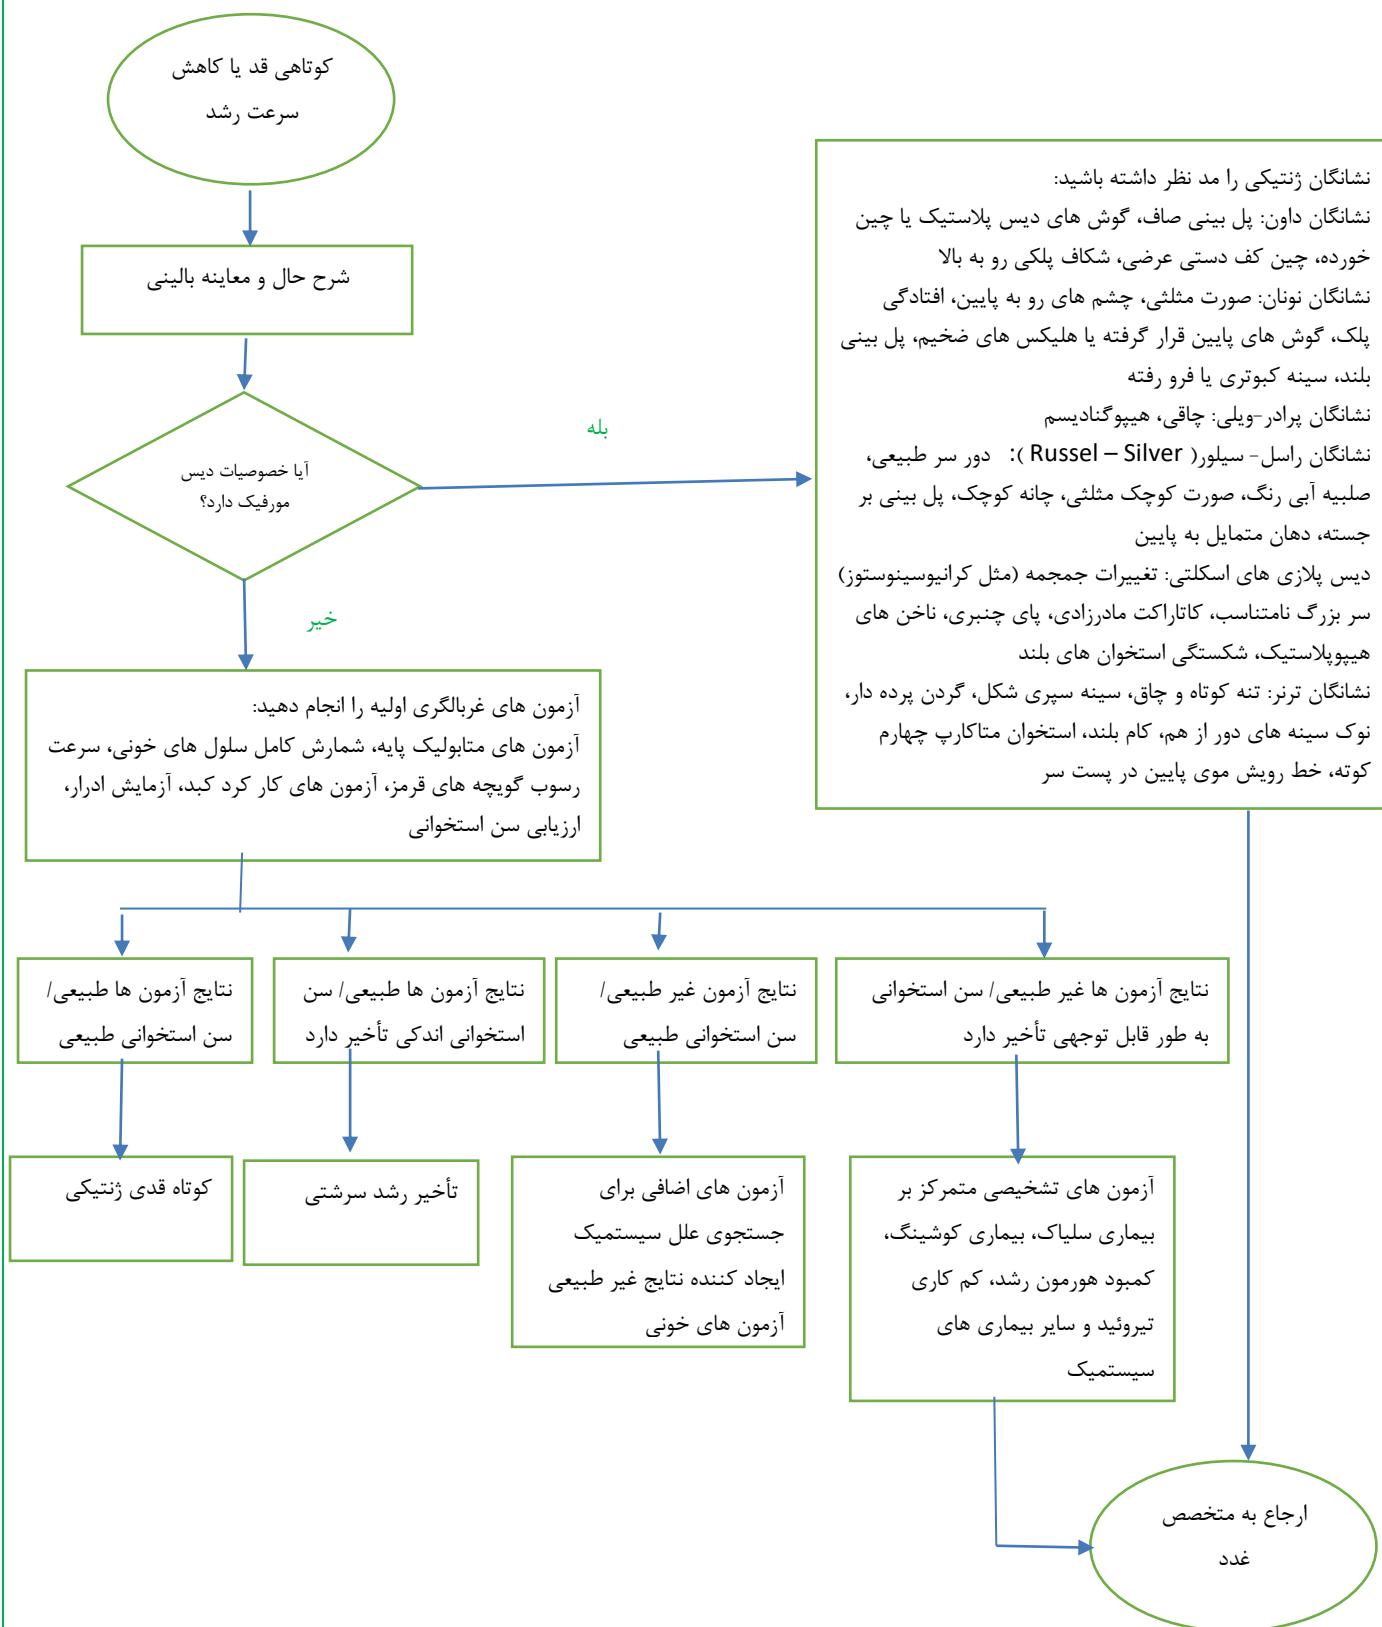 کوتاهی قد یا کاهش
سرعت رشد
شرح حال و معاینه بالینی
آیا خصوصیات دیس
مورفیک دارد؟
بله
خیر
نشانگان ژنتیکی را مد نظر داشته باشید:
نشانگان داون: پل بینی صاف، گوش های دیس پلاستیک یا چین
خورده، چین کف دستی عرضی، شکاف پلکی رو به بالا
نشانگان نونان: صورت مثلثی، چشم های رو به پایین، افتادگی
پلک، گوش های پایین قرار گرفته یا هلیکس های ضخیم، پل بینی
بلند، سینه کبوتری یا فرو رفته
نشانگان پرادر-ویلی: چاقی، هیپوگنادیسم
نشانگان راسل- سیلور( Russel – Silver ): دور سر طبیعی،
صلبیه آبی رنگ، صورت کوچک مثلثی، چانه کوچک، پل بینی بر
جسته، دهان متمایل به پایین
دیس پلازی های اسکلتی: تغییرات جمجمه (مثل کرانیوسینوستوز)
سر بزرگ نامتناسب، کاتاراکت مادرزادی، پای چنبری، ناخن های
هیپوپلاستیک، شکستگی استخوان های بلند
نشانگان ترنر: تنه کوتاه و چاق، سینه سپری شکل، گردن پرده دار،
نوک سینه های دور از هم، کام بلند، استخوان متاکارپ چهارم
کوته، خط رویش موی پایین در پست سر
آزمون های غربالگری اولیه را انجام دهید:
آزمون های متابولیک پایه، شمارش کامل سلول های خونی، سرعت
رسوب گویچه های قرمز، آزمون های کار کرد کبد، آزمایش ادرار،
ارزیابی سن استخوانی
نتایج آزمون ها طبیعی/
سن استخوانی طبیعی
نتایج آزمون ها طبیعی/ سن
استخوانی اندکی تأخیر دارد
نتایج آزمون غیر طبیعی/
سن استخوانی طبیعی
نتایج آزمون ها غیر طبیعی/ سن استخوانی
به طور قابل توجهی تأخیر دارد
کوتاه قدی ژنتیکی
تأخیر رشد سرشتی
آزمون های اضافی برای
جستجوی علل سیستمیک
ایجاد کننده نتایج غیر طبیعی
آزمون های خونی
آزمون های تشخیصی متمرکز بر
بیماری سلیاک، بیماری کوشینگ،
کمبود هورمون رشد، کم کاری
تیروئید و سایر بیماری های
سیستمیک
ارجاع به متخصص
غدد